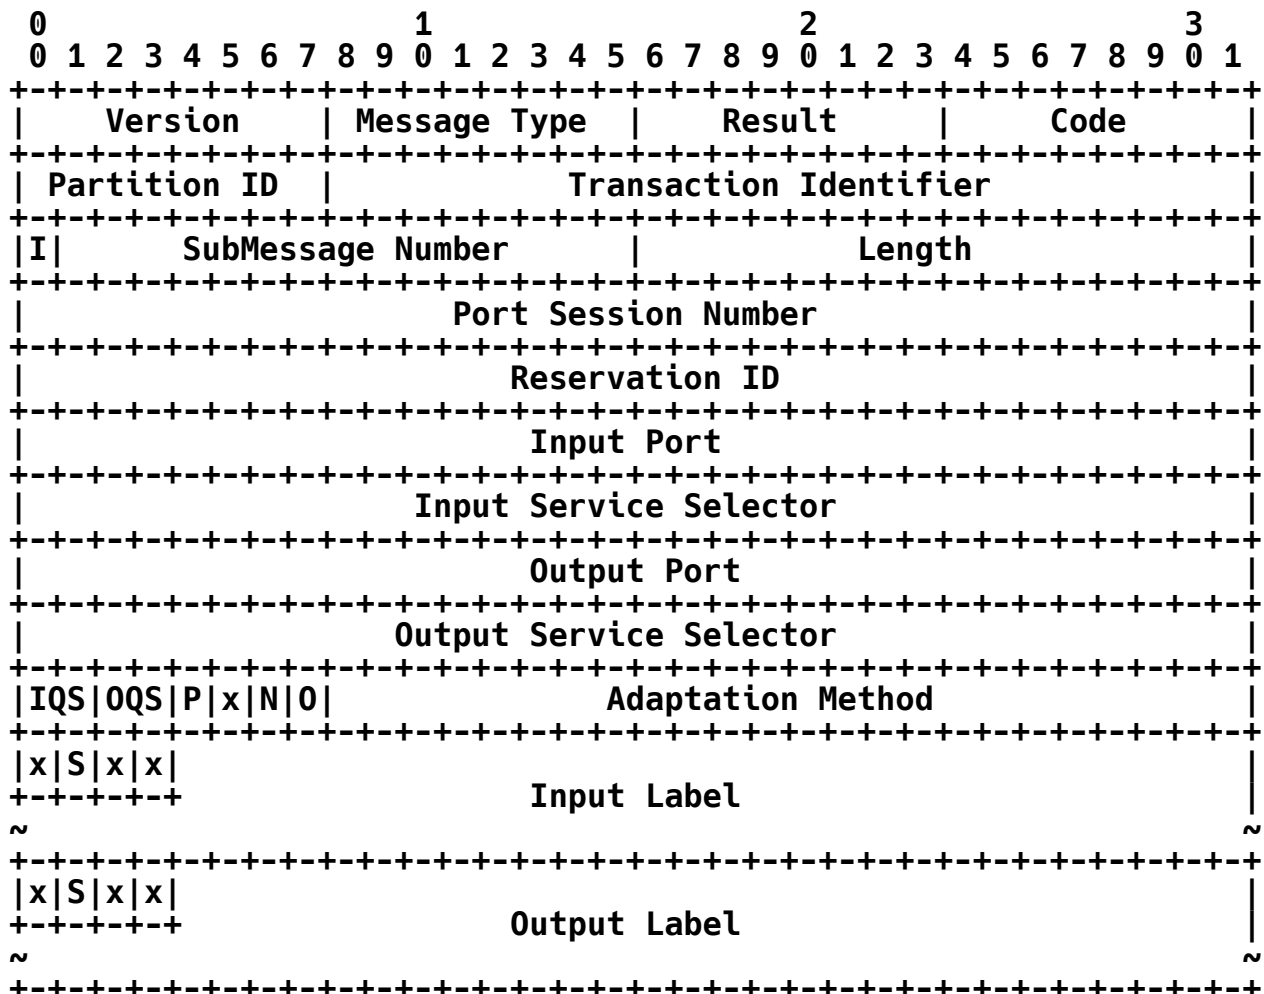 0                   1                   2                   3
 0 1 2 3 4 5 6 7 8 9 0 1 2 3 4 5 6 7 8 9 0 1 2 3 4 5 6 7 8 9 0 1
+-+-+-+-+-+-+-+-+-+-+-+-+-+-+-+-+-+-+-+-+-+-+-+-+-+-+-+-+-+-+-+-+
|    Version    | Message Type  |    Result     |     Code      |
+-+-+-+-+-+-+-+-+-+-+-+-+-+-+-+-+-+-+-+-+-+-+-+-+-+-+-+-+-+-+-+-+
| Partition ID  |            Transaction Identifier             |
+-+-+-+-+-+-+-+-+-+-+-+-+-+-+-+-+-+-+-+-+-+-+-+-+-+-+-+-+-+-+-+-+
|I|      SubMessage Number      |           Length              |
+-+-+-+-+-+-+-+-+-+-+-+-+-+-+-+-+-+-+-+-+-+-+-+-+-+-+-+-+-+-+-+-+
|                      Port Session Number                      |
+-+-+-+-+-+-+-+-+-+-+-+-+-+-+-+-+-+-+-+-+-+-+-+-+-+-+-+-+-+-+-+-+
|                         Reservation ID                        |
+-+-+-+-+-+-+-+-+-+-+-+-+-+-+-+-+-+-+-+-+-+-+-+-+-+-+-+-+-+-+-+-+
|                          Input Port                           |
+-+-+-+-+-+-+-+-+-+-+-+-+-+-+-+-+-+-+-+-+-+-+-+-+-+-+-+-+-+-+-+-+
|                    Input Service Selector                     |
+-+-+-+-+-+-+-+-+-+-+-+-+-+-+-+-+-+-+-+-+-+-+-+-+-+-+-+-+-+-+-+-+
|                          Output Port                          |
+-+-+-+-+-+-+-+-+-+-+-+-+-+-+-+-+-+-+-+-+-+-+-+-+-+-+-+-+-+-+-+-+
|                   Output Service Selector                     |
+-+-+-+-+-+-+-+-+-+-+-+-+-+-+-+-+-+-+-+-+-+-+-+-+-+-+-+-+-+-+-+-+
|IQS|OQS|P|x|N|O|              Adaptation Method                |
+-+-+-+-+-+-+-+-+-+-+-+-+-+-+-+-+-+-+-+-+-+-+-+-+-+-+-+-+-+-+-+-+
|x|S|x|x|                                                       |
+-+-+-+-+                  Input Label                          |
~                                                               ~
+-+-+-+-+-+-+-+-+-+-+-+-+-+-+-+-+-+-+-+-+-+-+-+-+-+-+-+-+-+-+-+-+
|x|S|x|x|                                                       |
+-+-+-+-+                 Output Label                          |
~                                                               ~
+-+-+-+-+-+-+-+-+-+-+-+-+-+-+-+-+-+-+-+-+-+-+-+-+-+-+-+-+-+-+-+-+